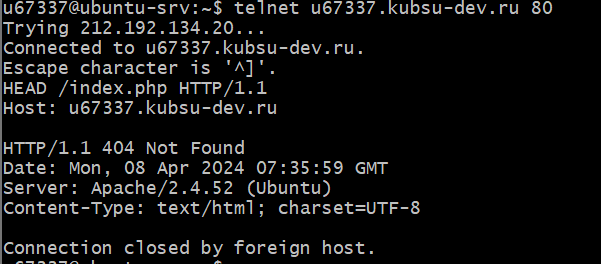 u67337@ubuntu-srv:~$ telnet u67337.kubsu-dev.ru 80
Trying 212.192.134.20...
Connected to u67337.kubsu-dev.ru.
Escape character is '^]'.
HEAD /index.php HTTP/1.1
Host: u67337.kubsu-dev.ru

HTTP/1.1 404 Not Found
Date: Mon, 08 Apr 2024 07:35:59 GMT
Server: Apache/2.4.52 (Ubuntu)
Content-Type: text/html; charset=UTF-8

Connection closed by foreign host.